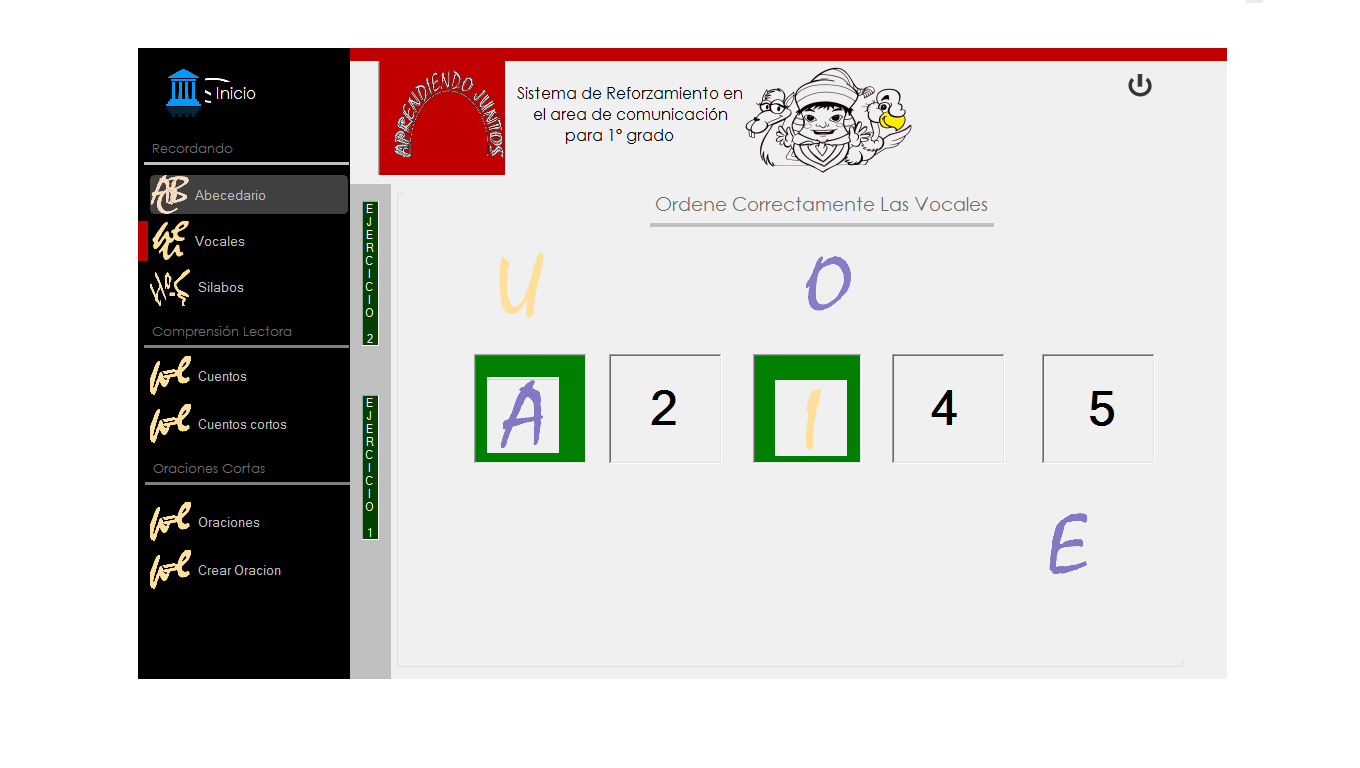 Inicio
Recordando
Abecedario
Vocales
Silabos
Comprensión Lectora
Cuentos
Cuentos cortos
Oraciones Cortas
Oraciones
Crear Oracion
APRENDIENDO JUNTOS
Sistema de Reforzamiento en
el area de comunicación
para 1° grado
EJERCICIO 2
EJERCICIO 1
Ordene Correctamente Las Vocales
U O
A 2 I 4 5
E